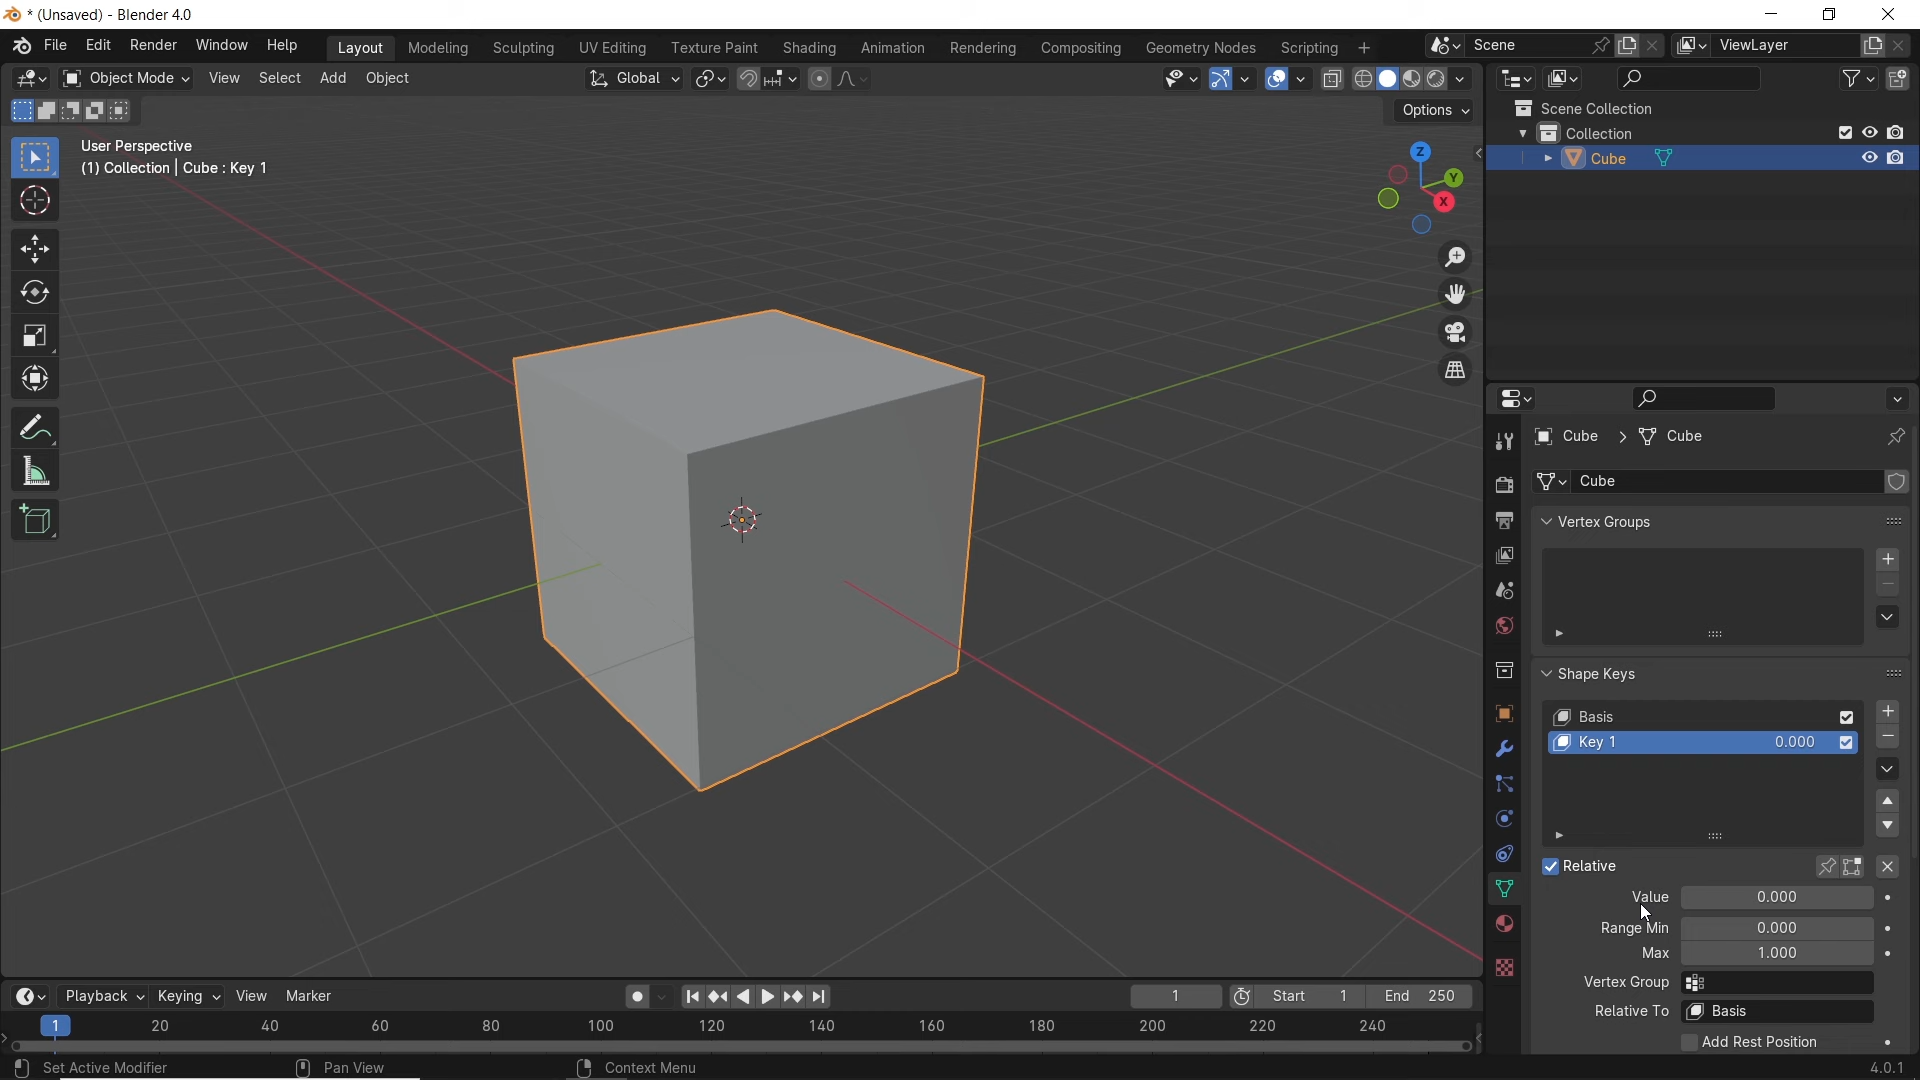 * (Unsaved) - Blender 4.0
File Edit Render Window Help Layout Modeling Sculpting UV Editing Texture Paint Shading Animation Rendering Compositing Geometry Nodes Scripting + Scene ViewLayer
Object Mode View Select Add Object Global
Options
User Perspective
(1) Collection | Cube : Key 1
Z
Y
X
Scene Collection
Collection
Cube
Cube > Cube
Cube
Vertex Groups
Shape Keys
Basis
Key 1 0.000
Relative
Value 0.000
Range Min 0.000
Max 1.000
Vertex Group
Relative To Basis
Add Rest Position
Playback Keying View Marker 1 Start 1 End 250
1 20 40 60 80 100 120 140 160 180 200 220 240
Set Active Modifier Pan View Context Menu 4.0.1